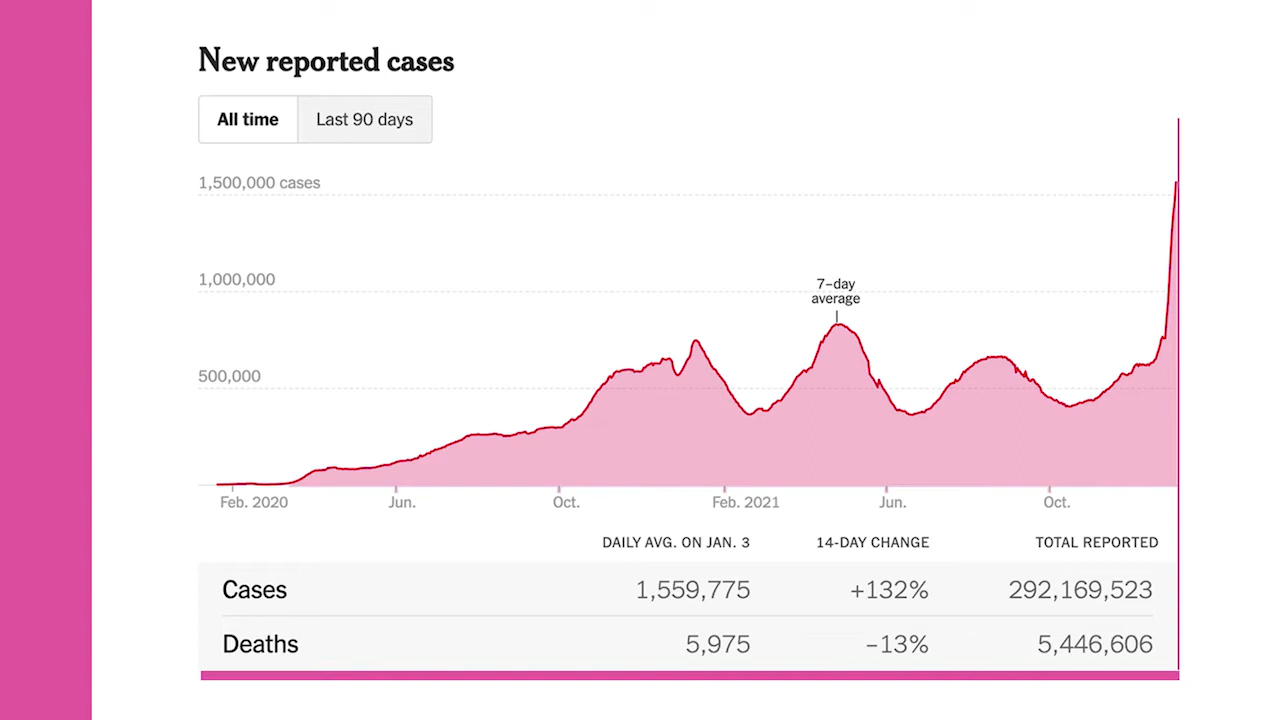 New reported cases
All time Last 90 days
1,500,000 cases
1,000,000
7–day
average
500,000
Feb. 2020 Jun. Oct. Feb. 2021 Jun. Oct.
DAILY AVG. ON JAN. 3 14-DAY CHANGE TOTAL REPORTED
Cases 1,559,775 +132% 292,169,523
Deaths 5,975 –13% 5,446,606